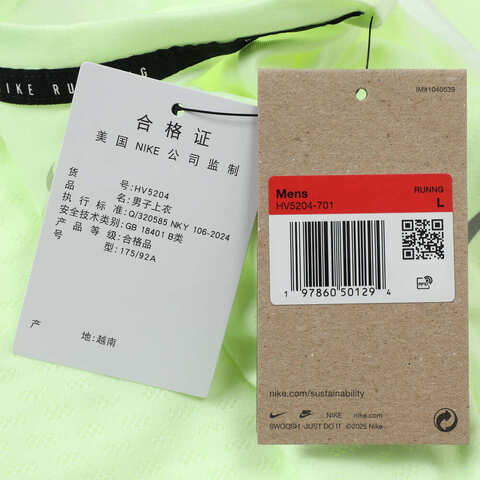 NIKE RUNNING
合格证
美国 NIKE 公司监制
货号:HV5204
品名:男子上衣
执行标准:Q/320585 NKY 106-2024
安全技术类别:GB 18401 B类
产品等级:合格品
型:175/92A
产地:越南
IM91040539
Mens RUNNG
HV5204-701 L
1 97860 50129 4
nike.com/sustainability
NIKE nike.com
SWOOSH JUST DO IT ©2025 Nike